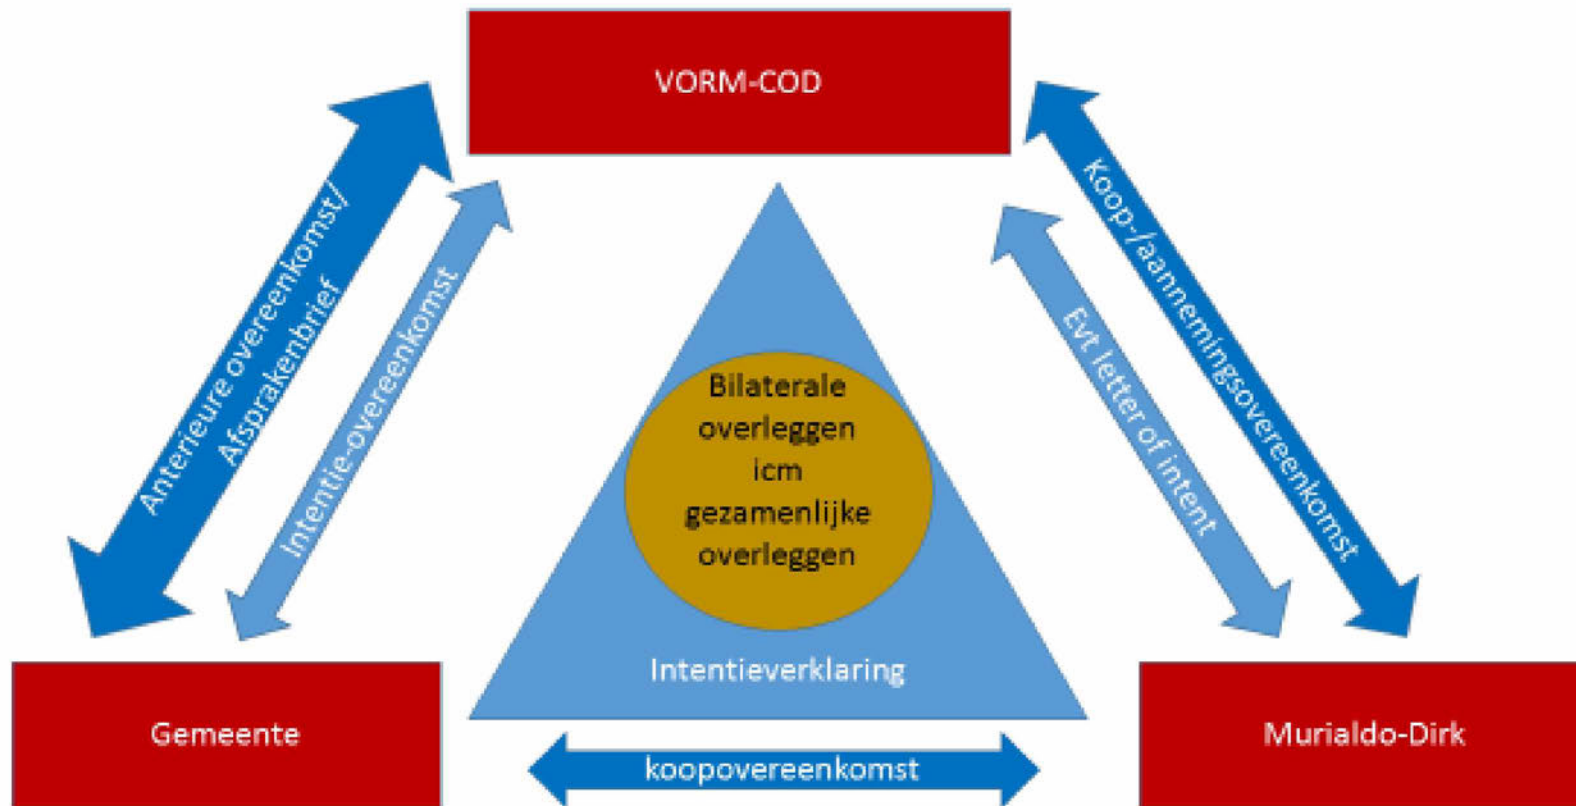 VORM-COD
Anterieure overeenkomst/
Afsprakenbrief
Intentie-overeenkomst
Koop-/aannemingsovereenkomst
Evt letter of intent
Bilaterale
overleggen
icm
gezamenlijke
overleggen
Intentieverklaring
Gemeente
koopovereenkomst
Murialdo-Dirk